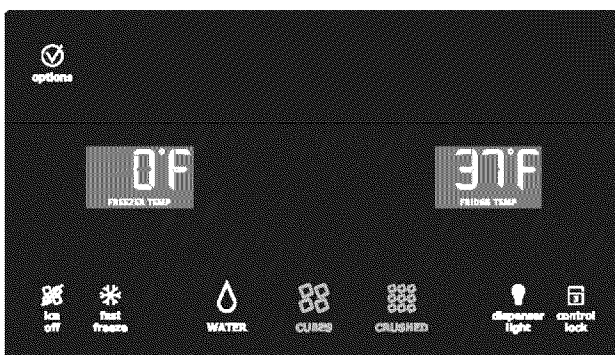 options
0°F
37°F
FREEZER TEMP
FRIDGE TEMP
ice
off
fast
freeze
WATER
CUBES
CRUSHED
dispenser
light
control
lock